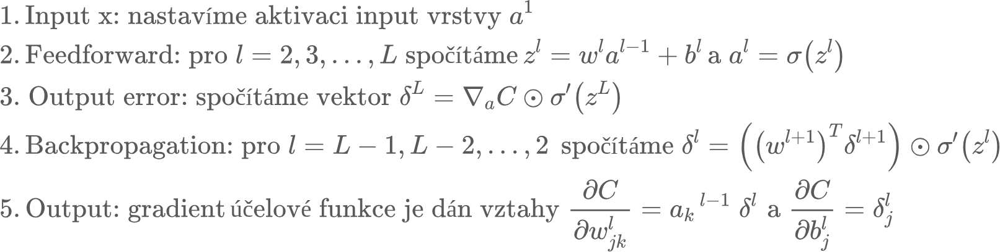 1. Input x: nastavíme aktivaci input vrstvy $a^1$
2. Feedforward: pro $l = 2, 3, \ldots, L$ spočítáme $z^l = w^l a^{l-1} + b^l$ a $a^l = \sigma(z^l)$
3. Output error: spočítáme vektor $\delta^L = \nabla_a C \odot \sigma'(z^L)$
4. Backpropagation: pro $l = L - 1, L - 2, \ldots, 2$ spočítáme $\delta^l = \left( \left( w^{l+1} \right)^T \delta^{l+1} \right) \odot \sigma'(z^l)$
5. Output: gradient účelové funkce je dán vztahy $\frac{\partial C}{\partial w^l_{jk}} = a_k{}^{l-1} \delta^l$ a $\frac{\partial C}{\partial b^l_j} = \delta^l_j$